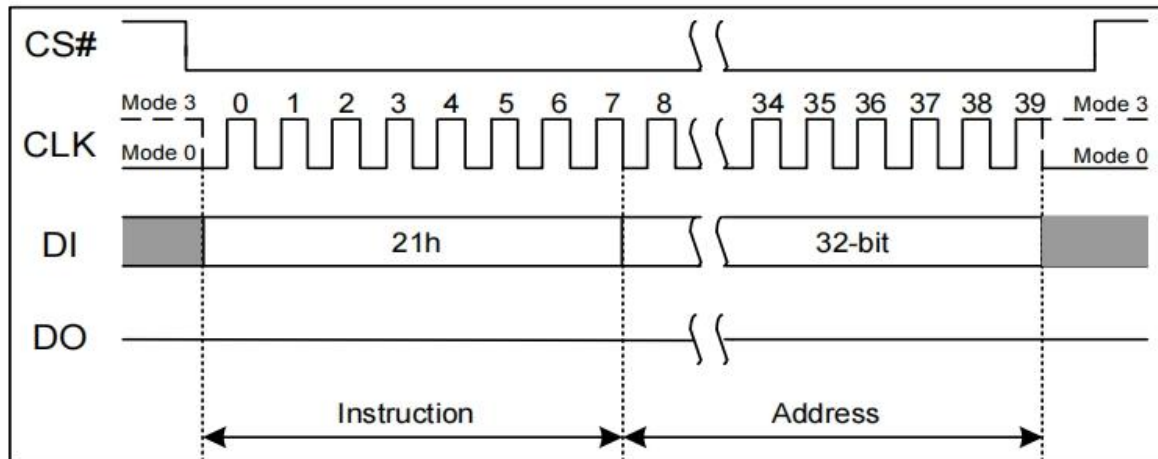 CS#
Mode 3 0 1 2 3 4 5 6 7 8 34 35 36 37 38 39 Mode 3
CLK
Mode 0 Mode 0
DI 21h 32-bit
DO
Instruction Address